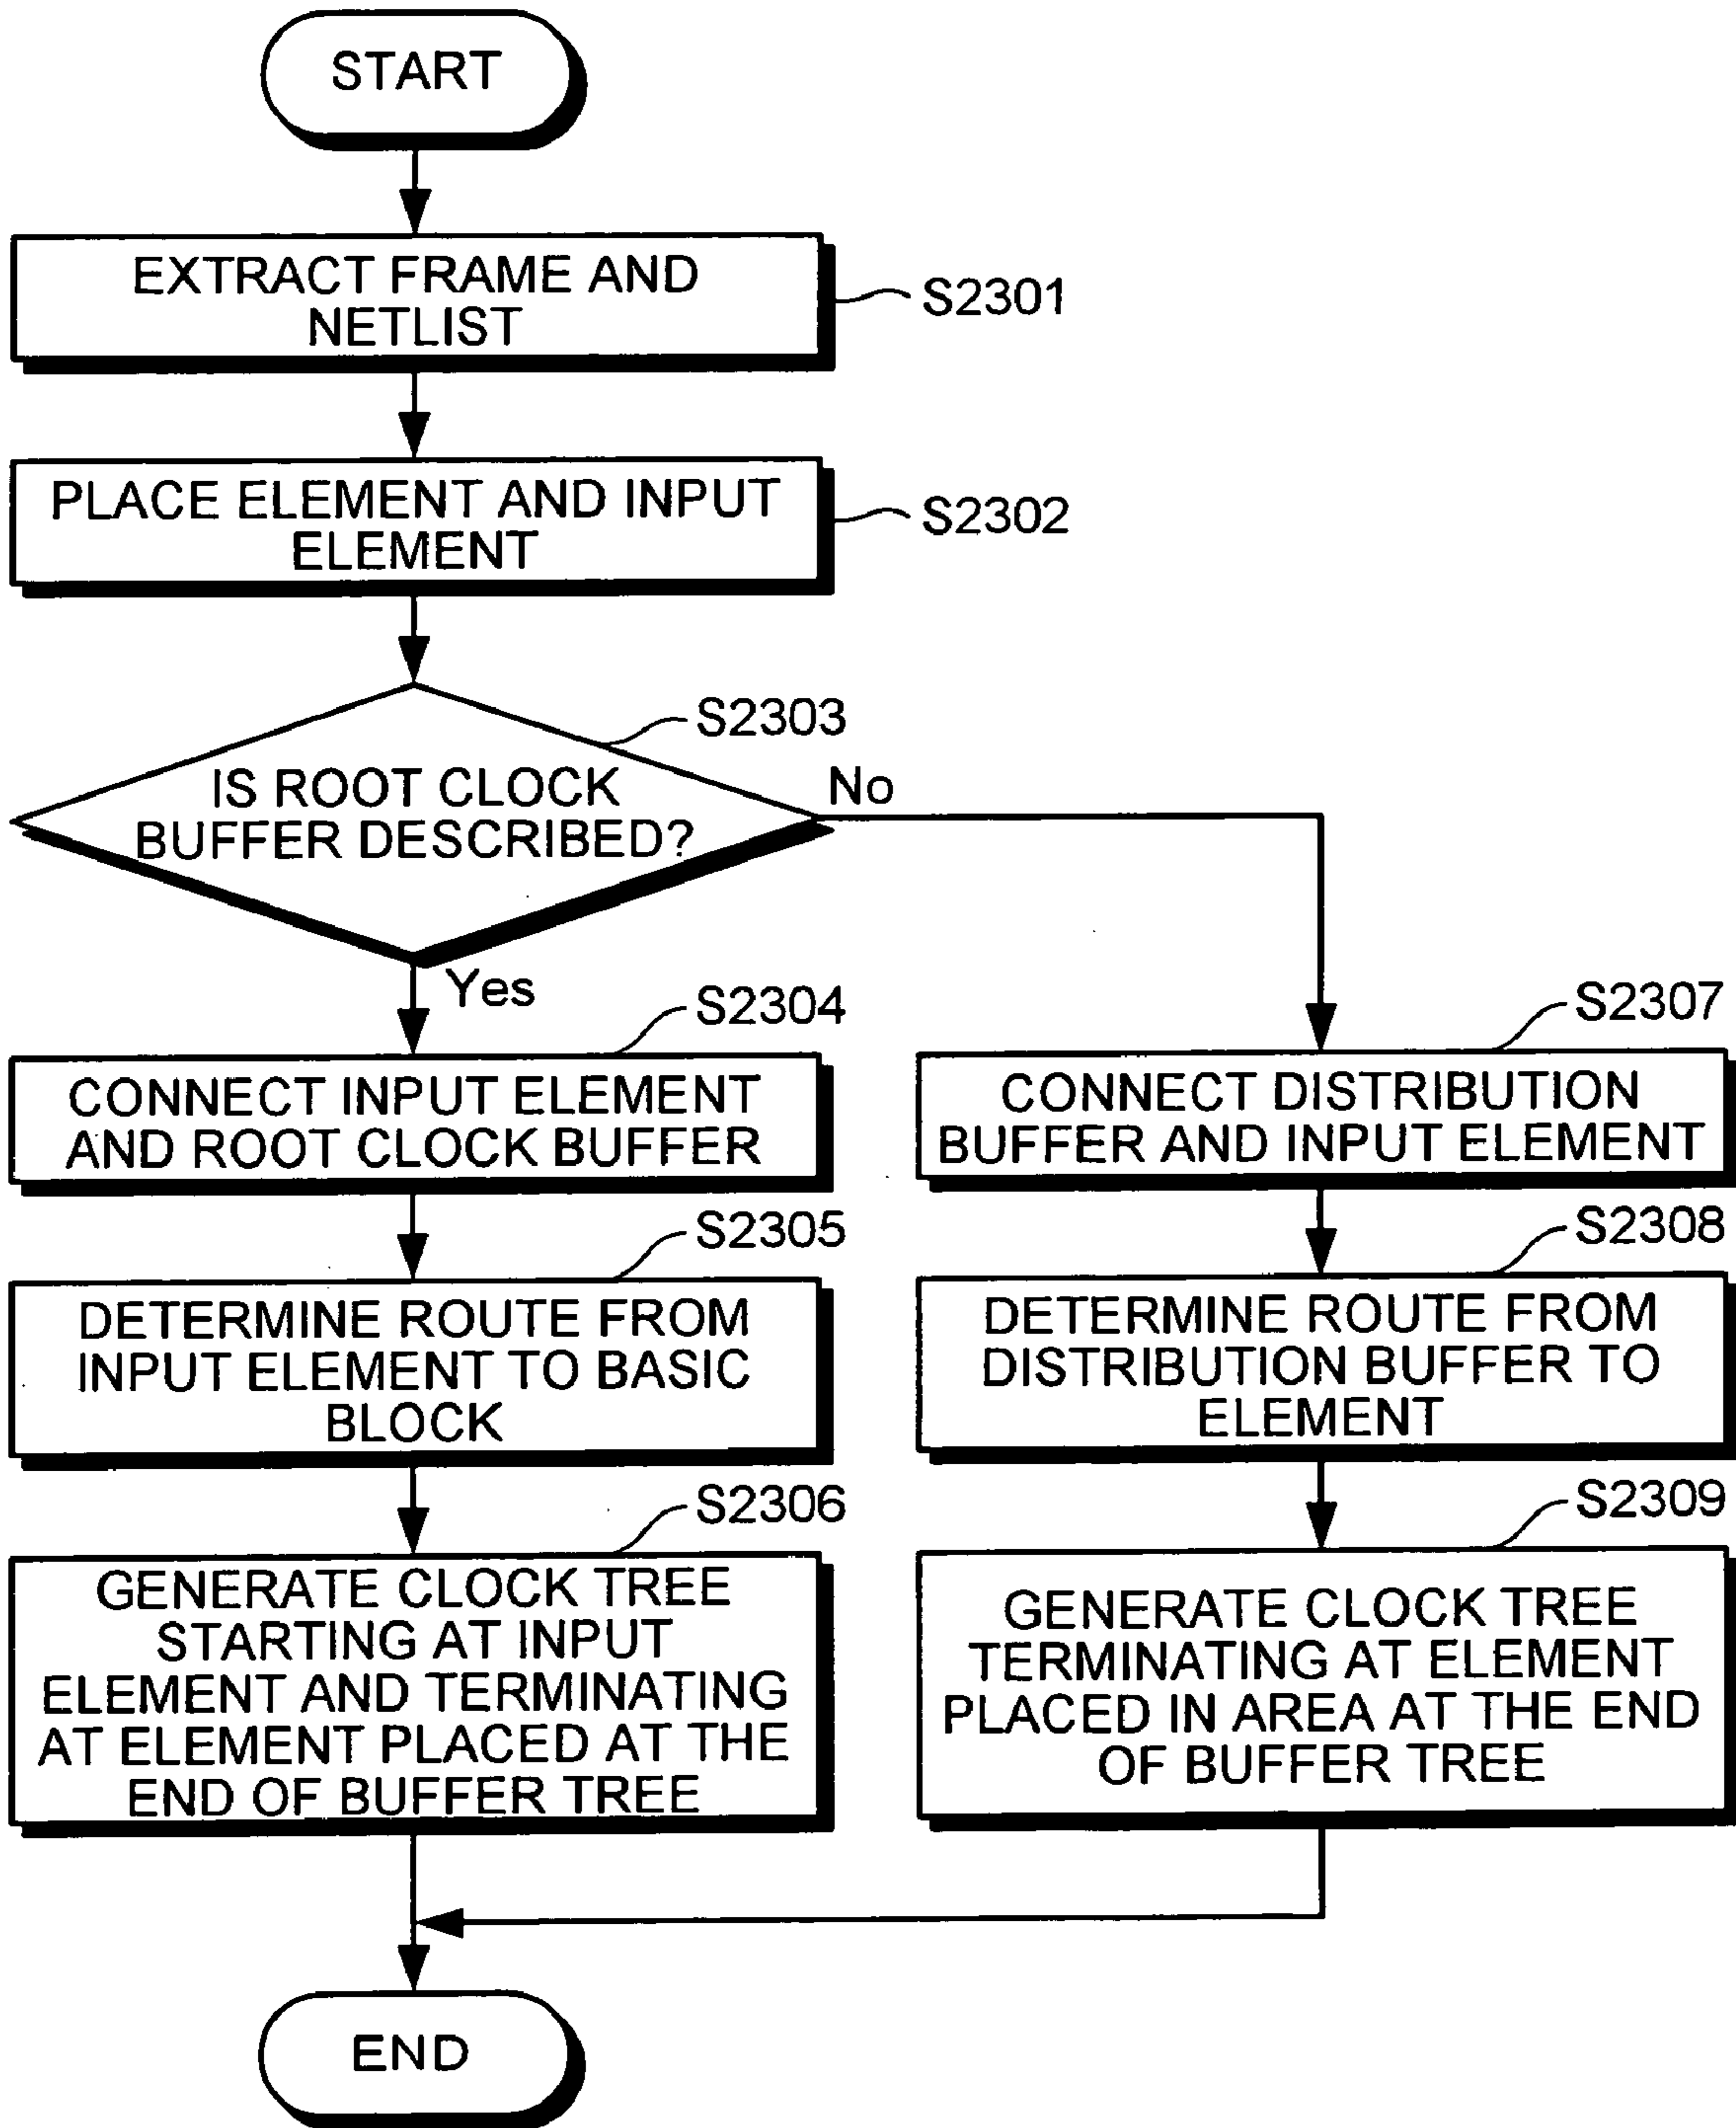 START
EXTRACT FRAME AND
NETLIST
S2301
PLACE ELEMENT AND INPUT
ELEMENT
S2302
S2303
IS ROOT CLOCK
BUFFER DESCRIBED?
No
Yes
S2304
CONNECT INPUT ELEMENT
AND ROOT CLOCK BUFFER
S2305
DETERMINE ROUTE FROM
INPUT ELEMENT TO BASIC
BLOCK
S2306
GENERATE CLOCK TREE
STARTING AT INPUT
ELEMENT AND TERMINATING
AT ELEMENT PLACED AT THE
END OF BUFFER TREE
S2307
CONNECT DISTRIBUTION
BUFFER AND INPUT ELEMENT
S2308
DETERMINE ROUTE FROM
DISTRIBUTION BUFFER TO
ELEMENT
S2309
GENERATE CLOCK TREE
TERMINATING AT ELEMENT
PLACED IN AREA AT THE END
OF BUFFER TREE
END